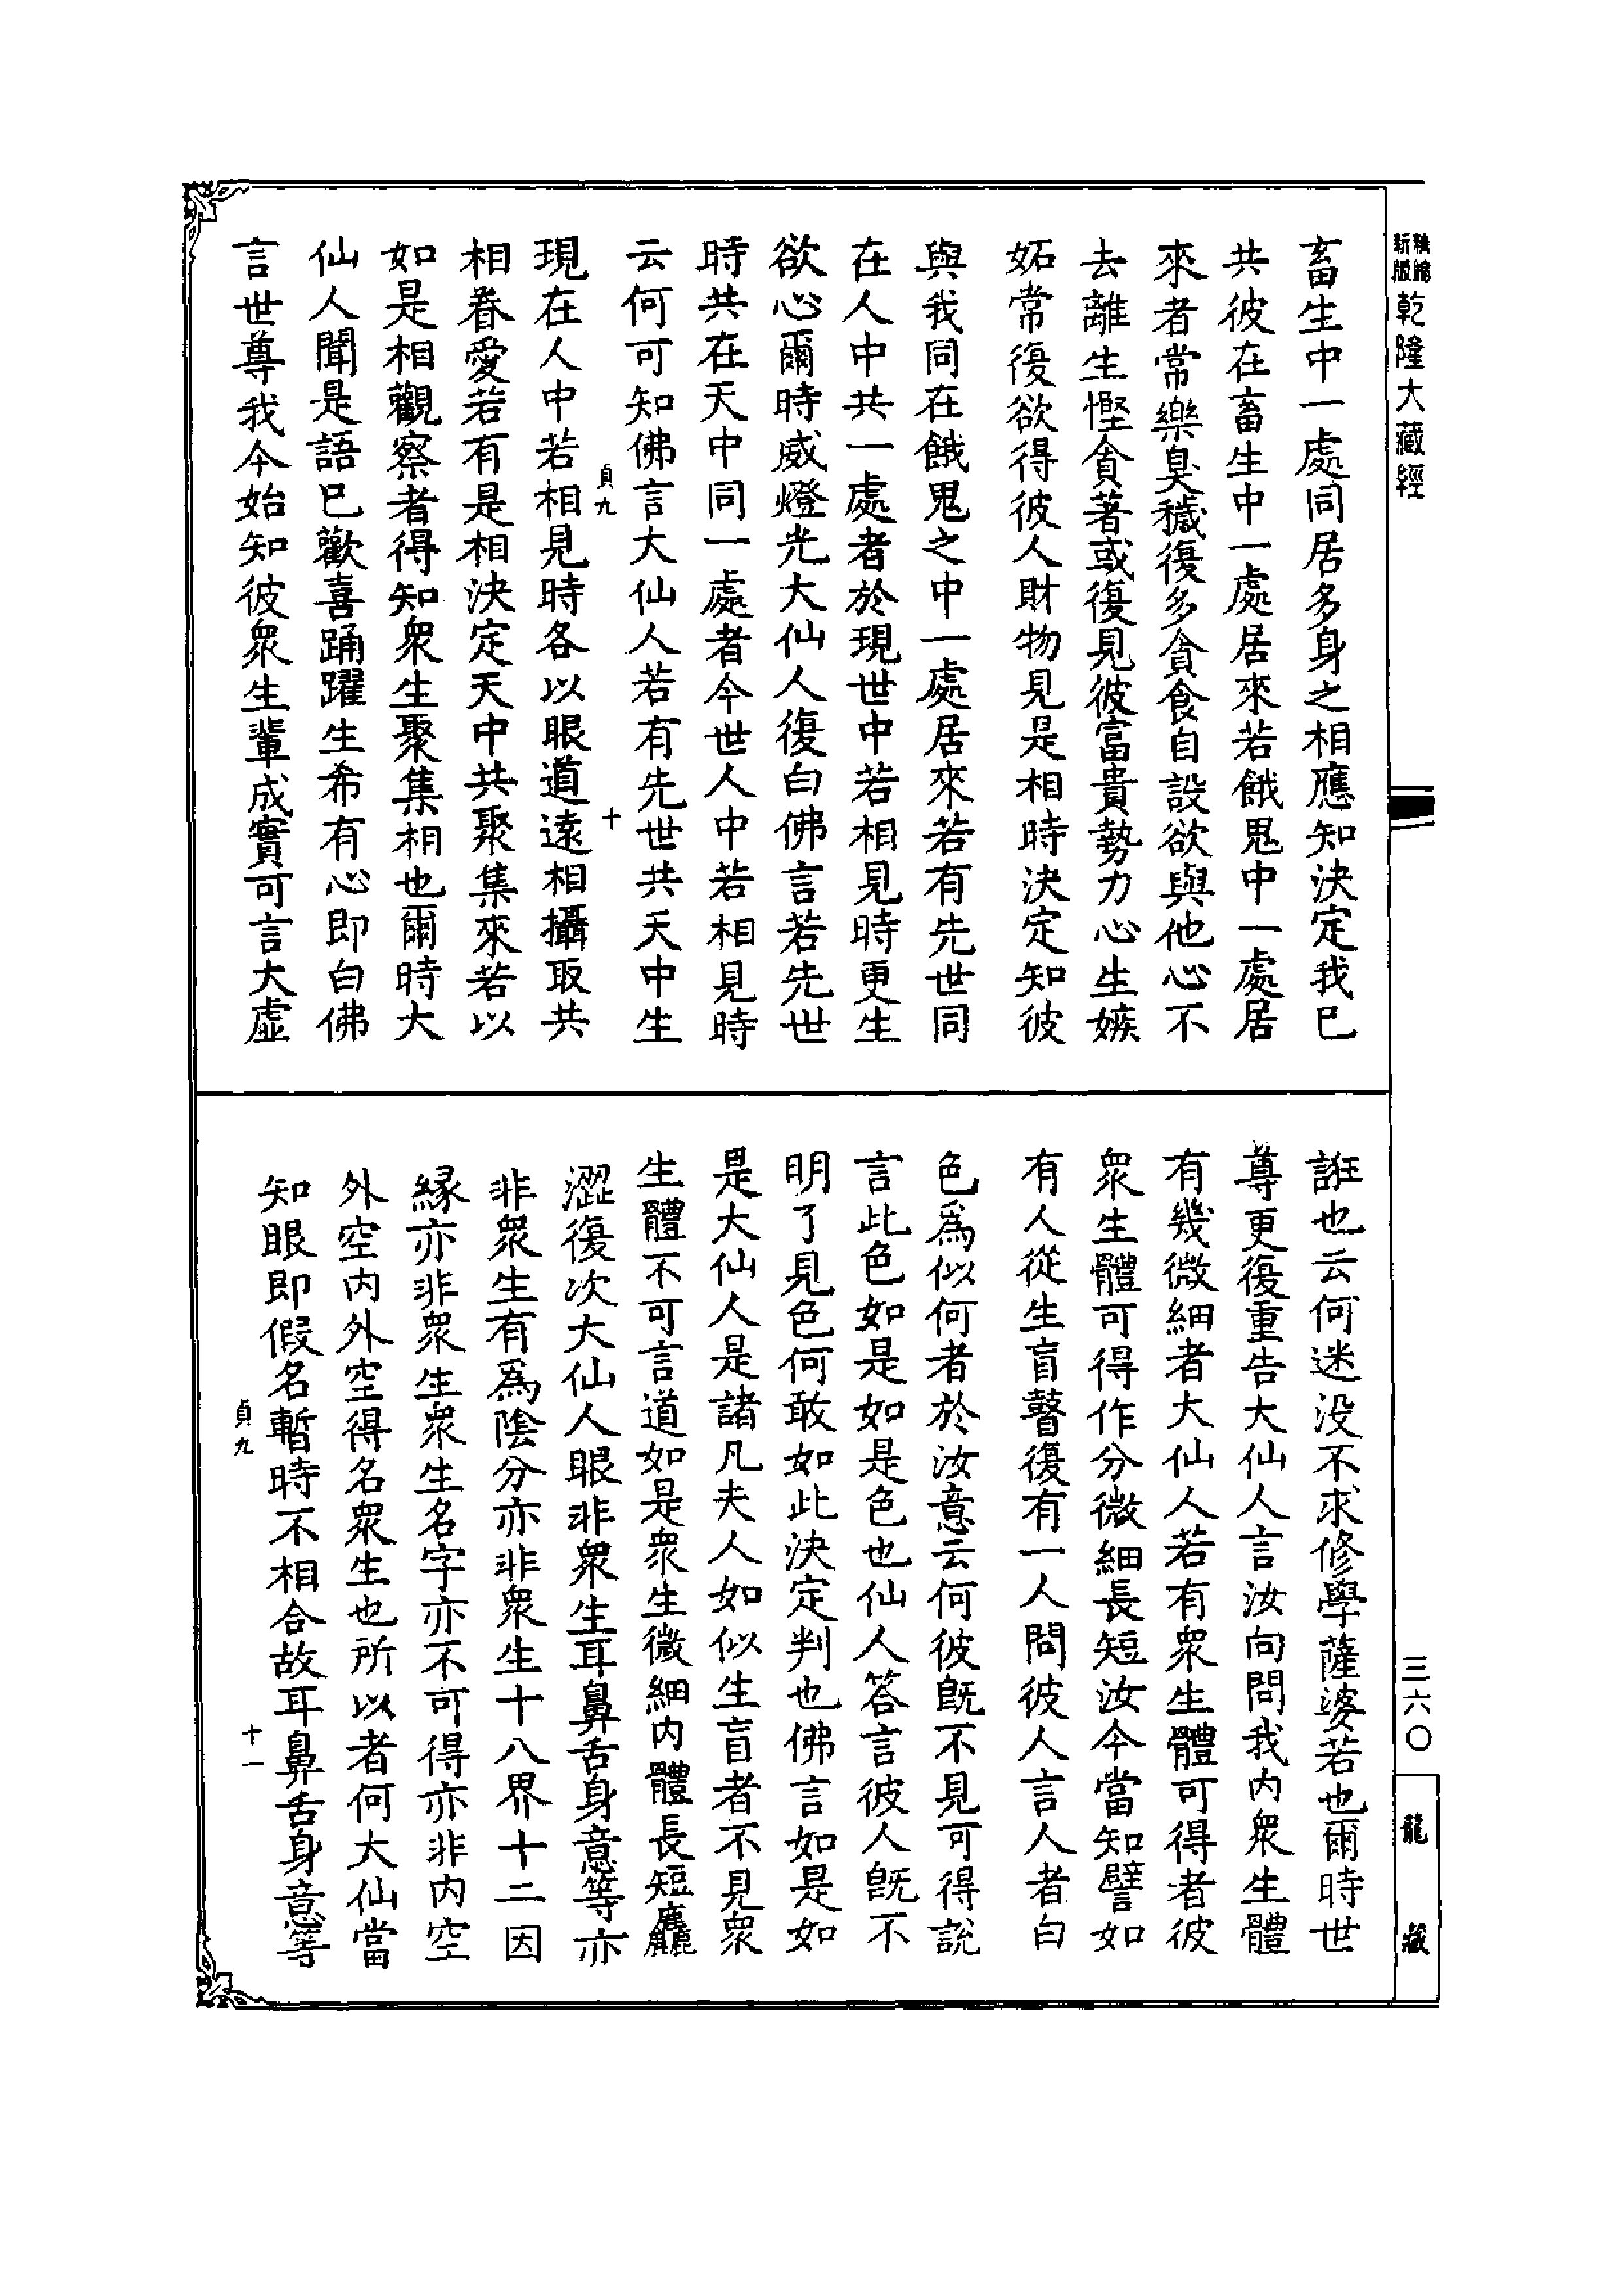 精縮新版乾隆大藏經
畜生中一處同居多身之相應知決定我已
共彼在畜生中一處居來若餓鬼中一處居
來者常樂臭穢復多貪食自設欲與他心不
去離生慳貪著或復見彼富貴勢力心生嫉
妬常復欲得彼人財物見是相時決定知彼
與我同在餓鬼之中一處居來若有先世同
在人中共一處者於現世中若相見時更生
欲心爾時威燈光大仙人復白佛言若先世
時共在天中同一處者今世人中若相見時
云何可知佛言大仙人若有先世共天中生
貞九
十
現在人中若相見時各以眼道遠相攝取共
相眷愛若有是相決定天中共聚集來若以
如是相觀察者得知衆生聚集相也爾時大
仙人聞是語已歡喜踊躍生希有心即白佛
言世尊我今始知彼衆生輩成實可言大虛
誑也云何迷没不求修學薩婆若也爾時世
尊更復重告大仙人言汝向問我内衆生體
有幾微細者大仙人若有衆生體可得者彼
衆生體可得作分微細長短汝今當知譬如
有人從生盲瞽復有一人問彼人言人者白
色爲似何者於汝意云何彼旣不見可得說
言此色如是如是色也仙人答言彼人旣不
明了見色何敢如此決定判也佛言如是如
是大仙人是諸凡夫人如似生盲者不見衆
生體不可言道如是衆生微細内體長短麤
澀復次大仙人眼非衆生耳鼻舌身意等亦
非衆生有爲陰分亦非衆生十八界十二因
緣亦非衆生衆生名字亦不可得亦非内空
外空内外空得名衆生也所以者何大仙當
知眼即假名暫時不相合故耳鼻舌身意等
貞九
十一
三六〇
龍藏